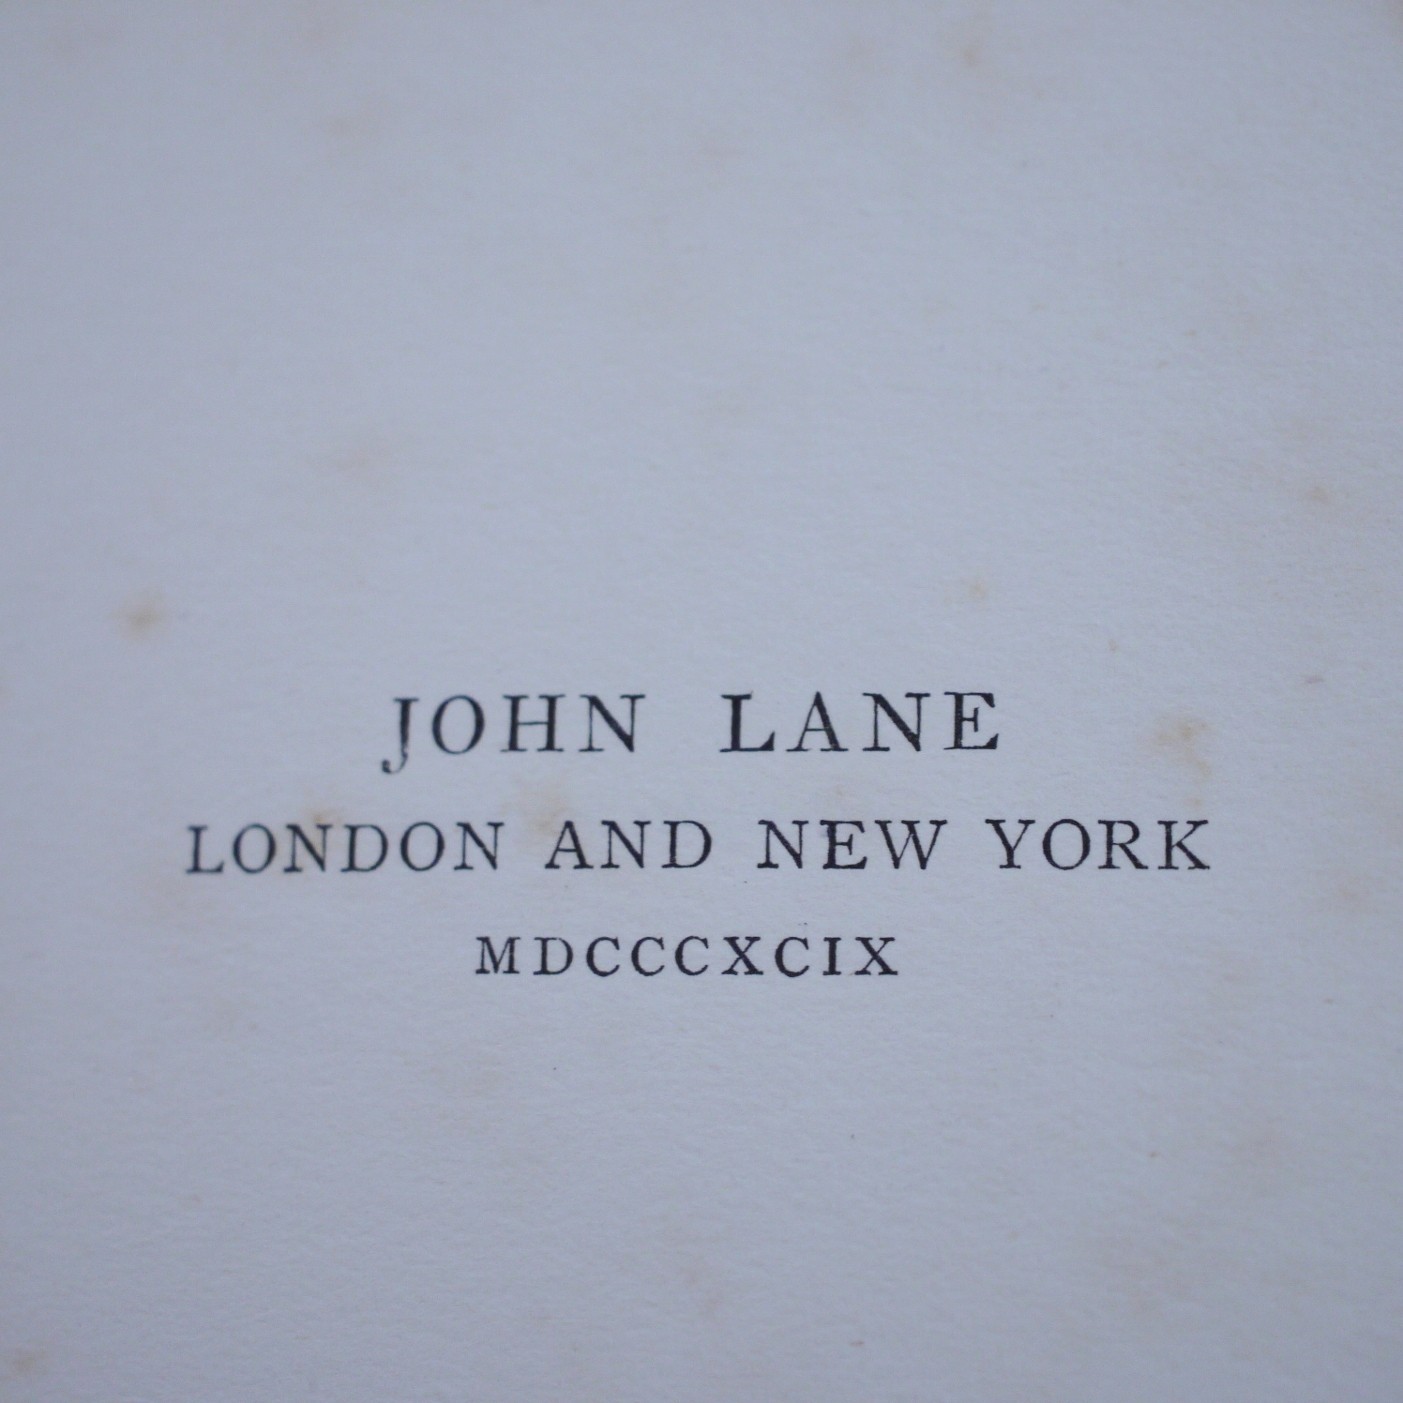 JOHN LANE
LONDON AND NEW YORK
MDCCCXCIX